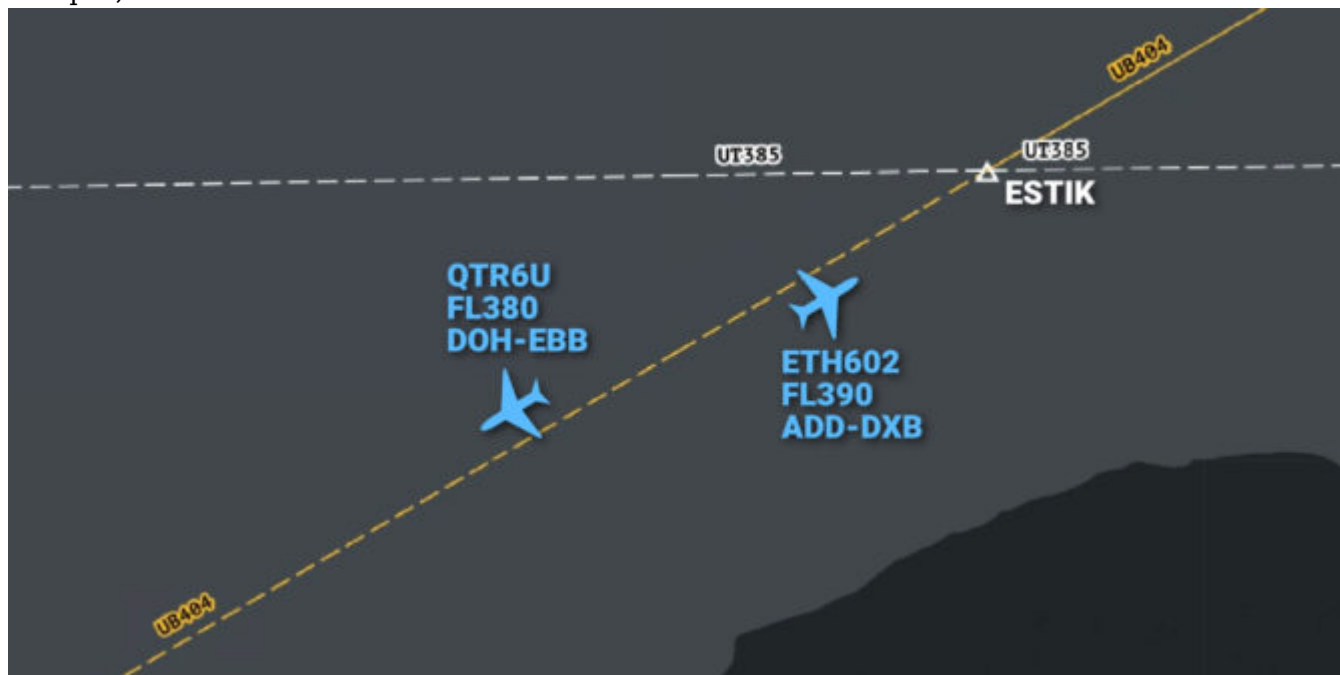 UB404
UT385
UT385
ESTIK
QTR6U
FL380
DOH-EBB
ETH602
FL390
ADD-DXB
UB404